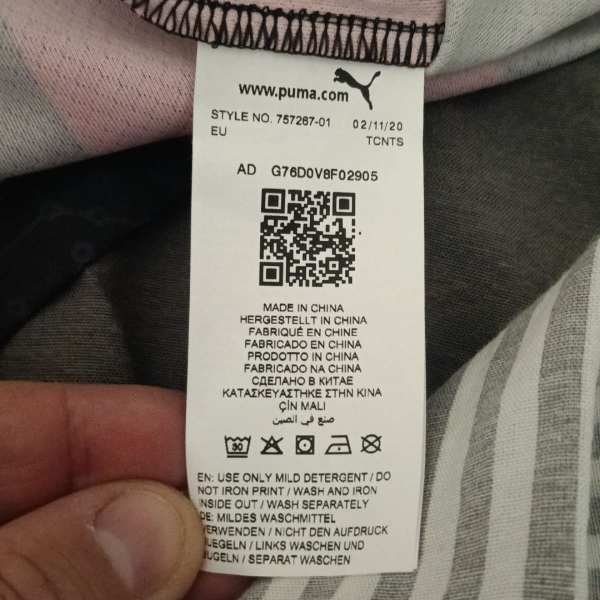 www.puma.com
STYLE NO. 757267-01 02/11/20
EU TCNTS
AD G76D0V8F02905
MADE IN CHINA
HERGESTELLT IN CHINA
FABRIQUÉ EN CHINE
FABRICADO EN CHINA
PRODOTTO IN CHINA
FABRICADO NA CHINA
СДЕЛАНО В КИТАЕ
ΚΑΤΑΣΚΕΥΑΣΤΗΚΕ ΣΤΗΝ ΚΙΝΑ
ÇİN MALI
صنع في الصين
30
EN: USE ONLY MILD DETERGENT / DO
NOT IRON PRINT / WASH AND IRON
INSIDE OUT / WASH SEPARATELY
DE: MILDES WASCHMITTEL
VERWENDEN / NICHT DEN AUFDRUCK
BUEGELN / LINKS WASCHEN UND
BUGELN / SEPARAT WASCHEN